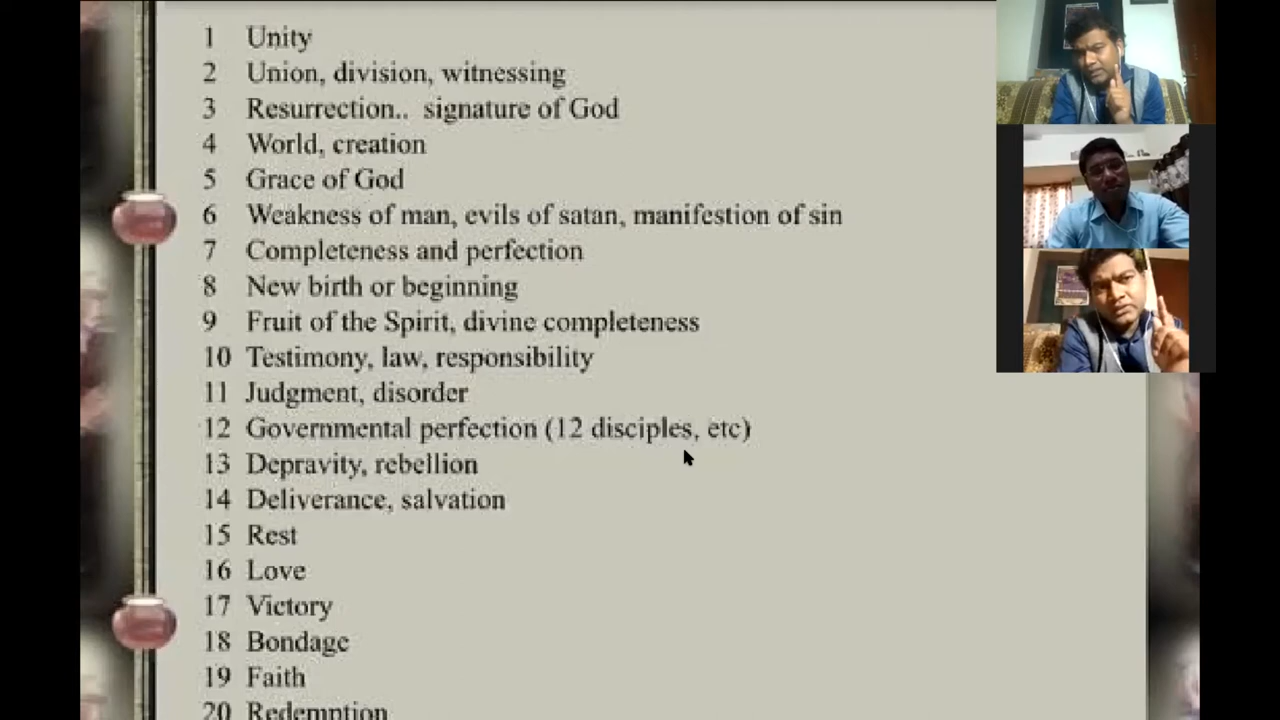 1 Unity
2 Union, division, witnessing
3 Resurrection.. signature of God
4 World, creation
5 Grace of God
6 Weakness of man, evils of satan, manifestion of sin
7 Completeness and perfection
8 New birth or beginning
9 Fruit of the Spirit, divine completeness
10 Testimony, law, responsibility
11 Judgment, disorder
12 Governmental perfection (12 disciples, etc)
13 Depravity, rebellion
14 Deliverance, salvation
15 Rest
16 Love
17 Victory
18 Bondage
19 Faith
20 Redemption